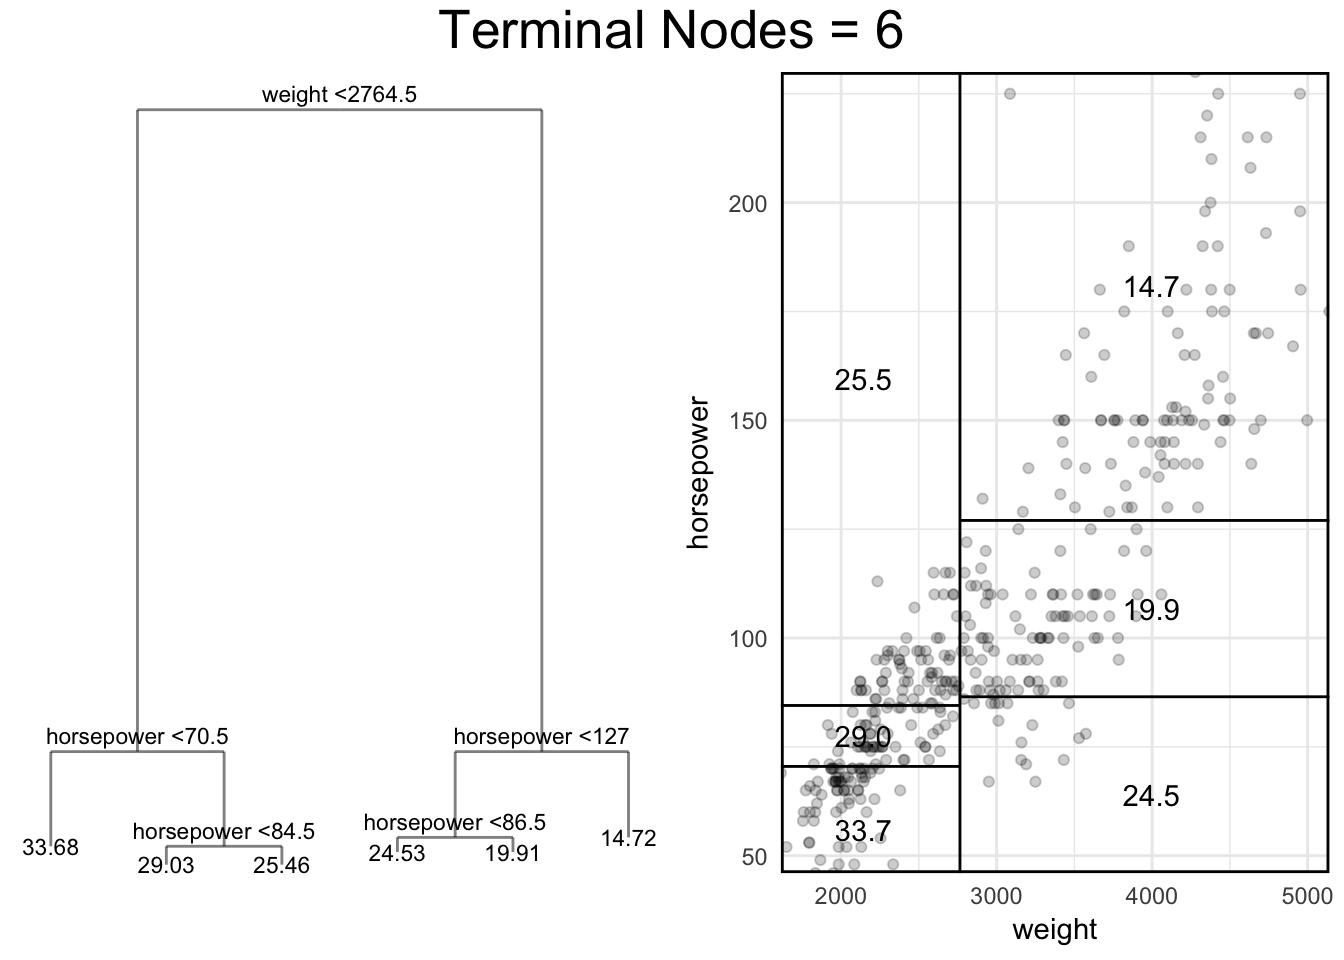 Terminal Nodes = 6
weight <2764.5
horsepower <70.5
horsepower <127
horsepower <84.5
horsepower <86.5
33.68
29.03
25.46
24.53
19.91
14.72
horsepower
200
150
100
50
14.7
25.5
19.9
29.0
24.5
33.7
2000
3000
4000
5000
weight